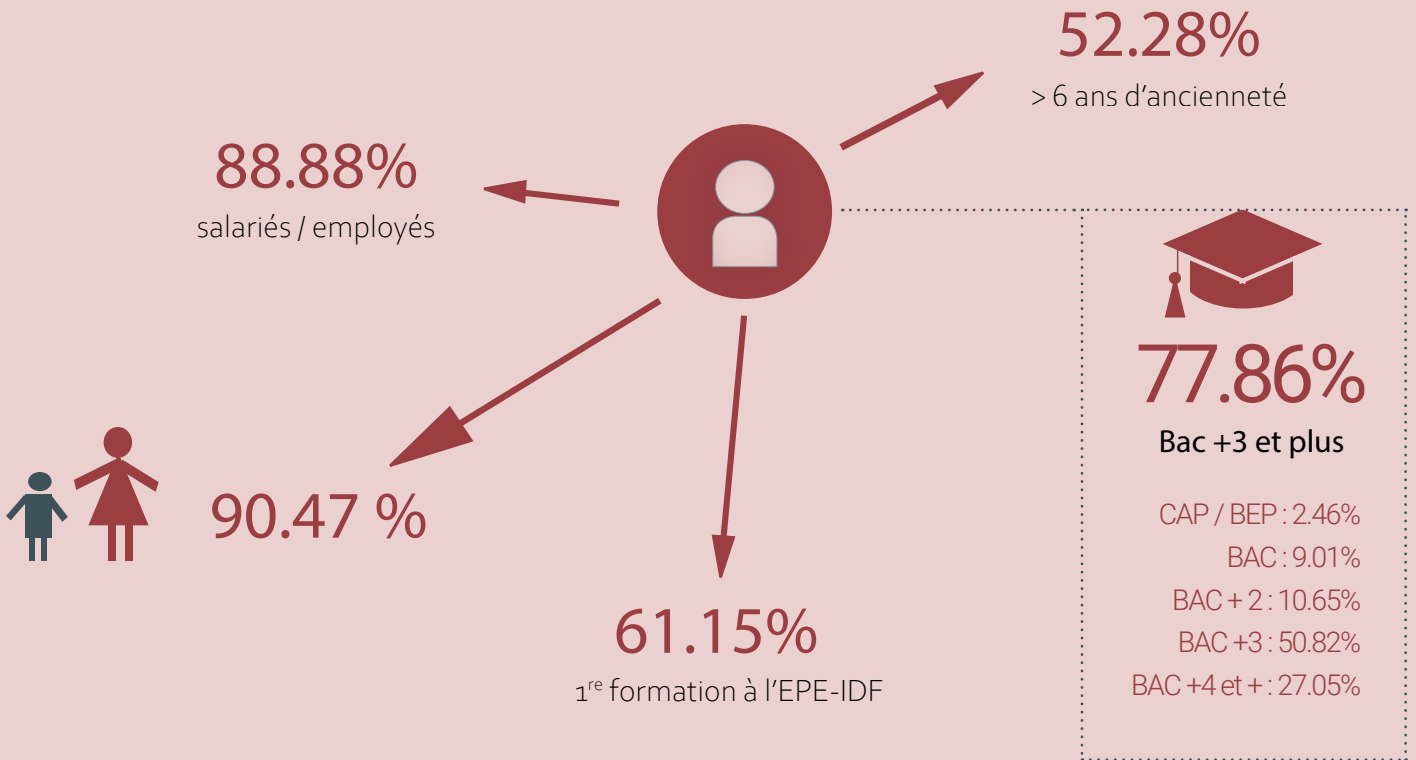 52.28%
> 6 ans d'ancienneté
88.88%
salariés / employés
77.86%
Bac +3 et plus
CAP / BEP : 2.46%
BAC : 9.01%
BAC + 2 : 10.65%
BAC +3 : 50.82%
BAC +4 et + : 27.05%
90.47 %
61.15%
1re formation à l'EPE-IDF